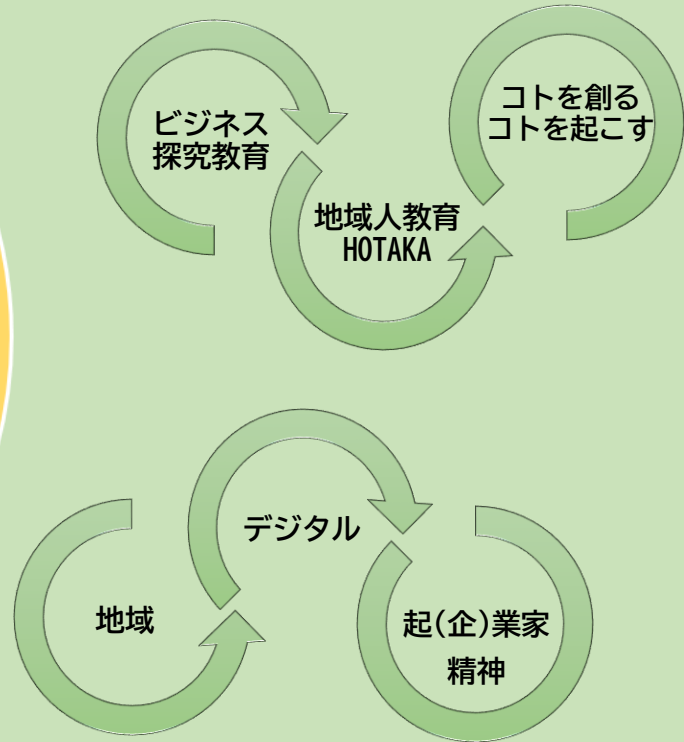 ビジネス
探究教育
地域人教育
HOTAKA
コトを創る
コトを起こす
地域
デジタル
起(企)業家
精神